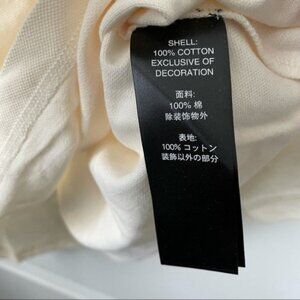 SHELL:
100% COTTON
EXCLUSIVE OF
DECORATION
面料:
100% 棉
除装饰物外
表地:
100% コットン
装飾以外の部分